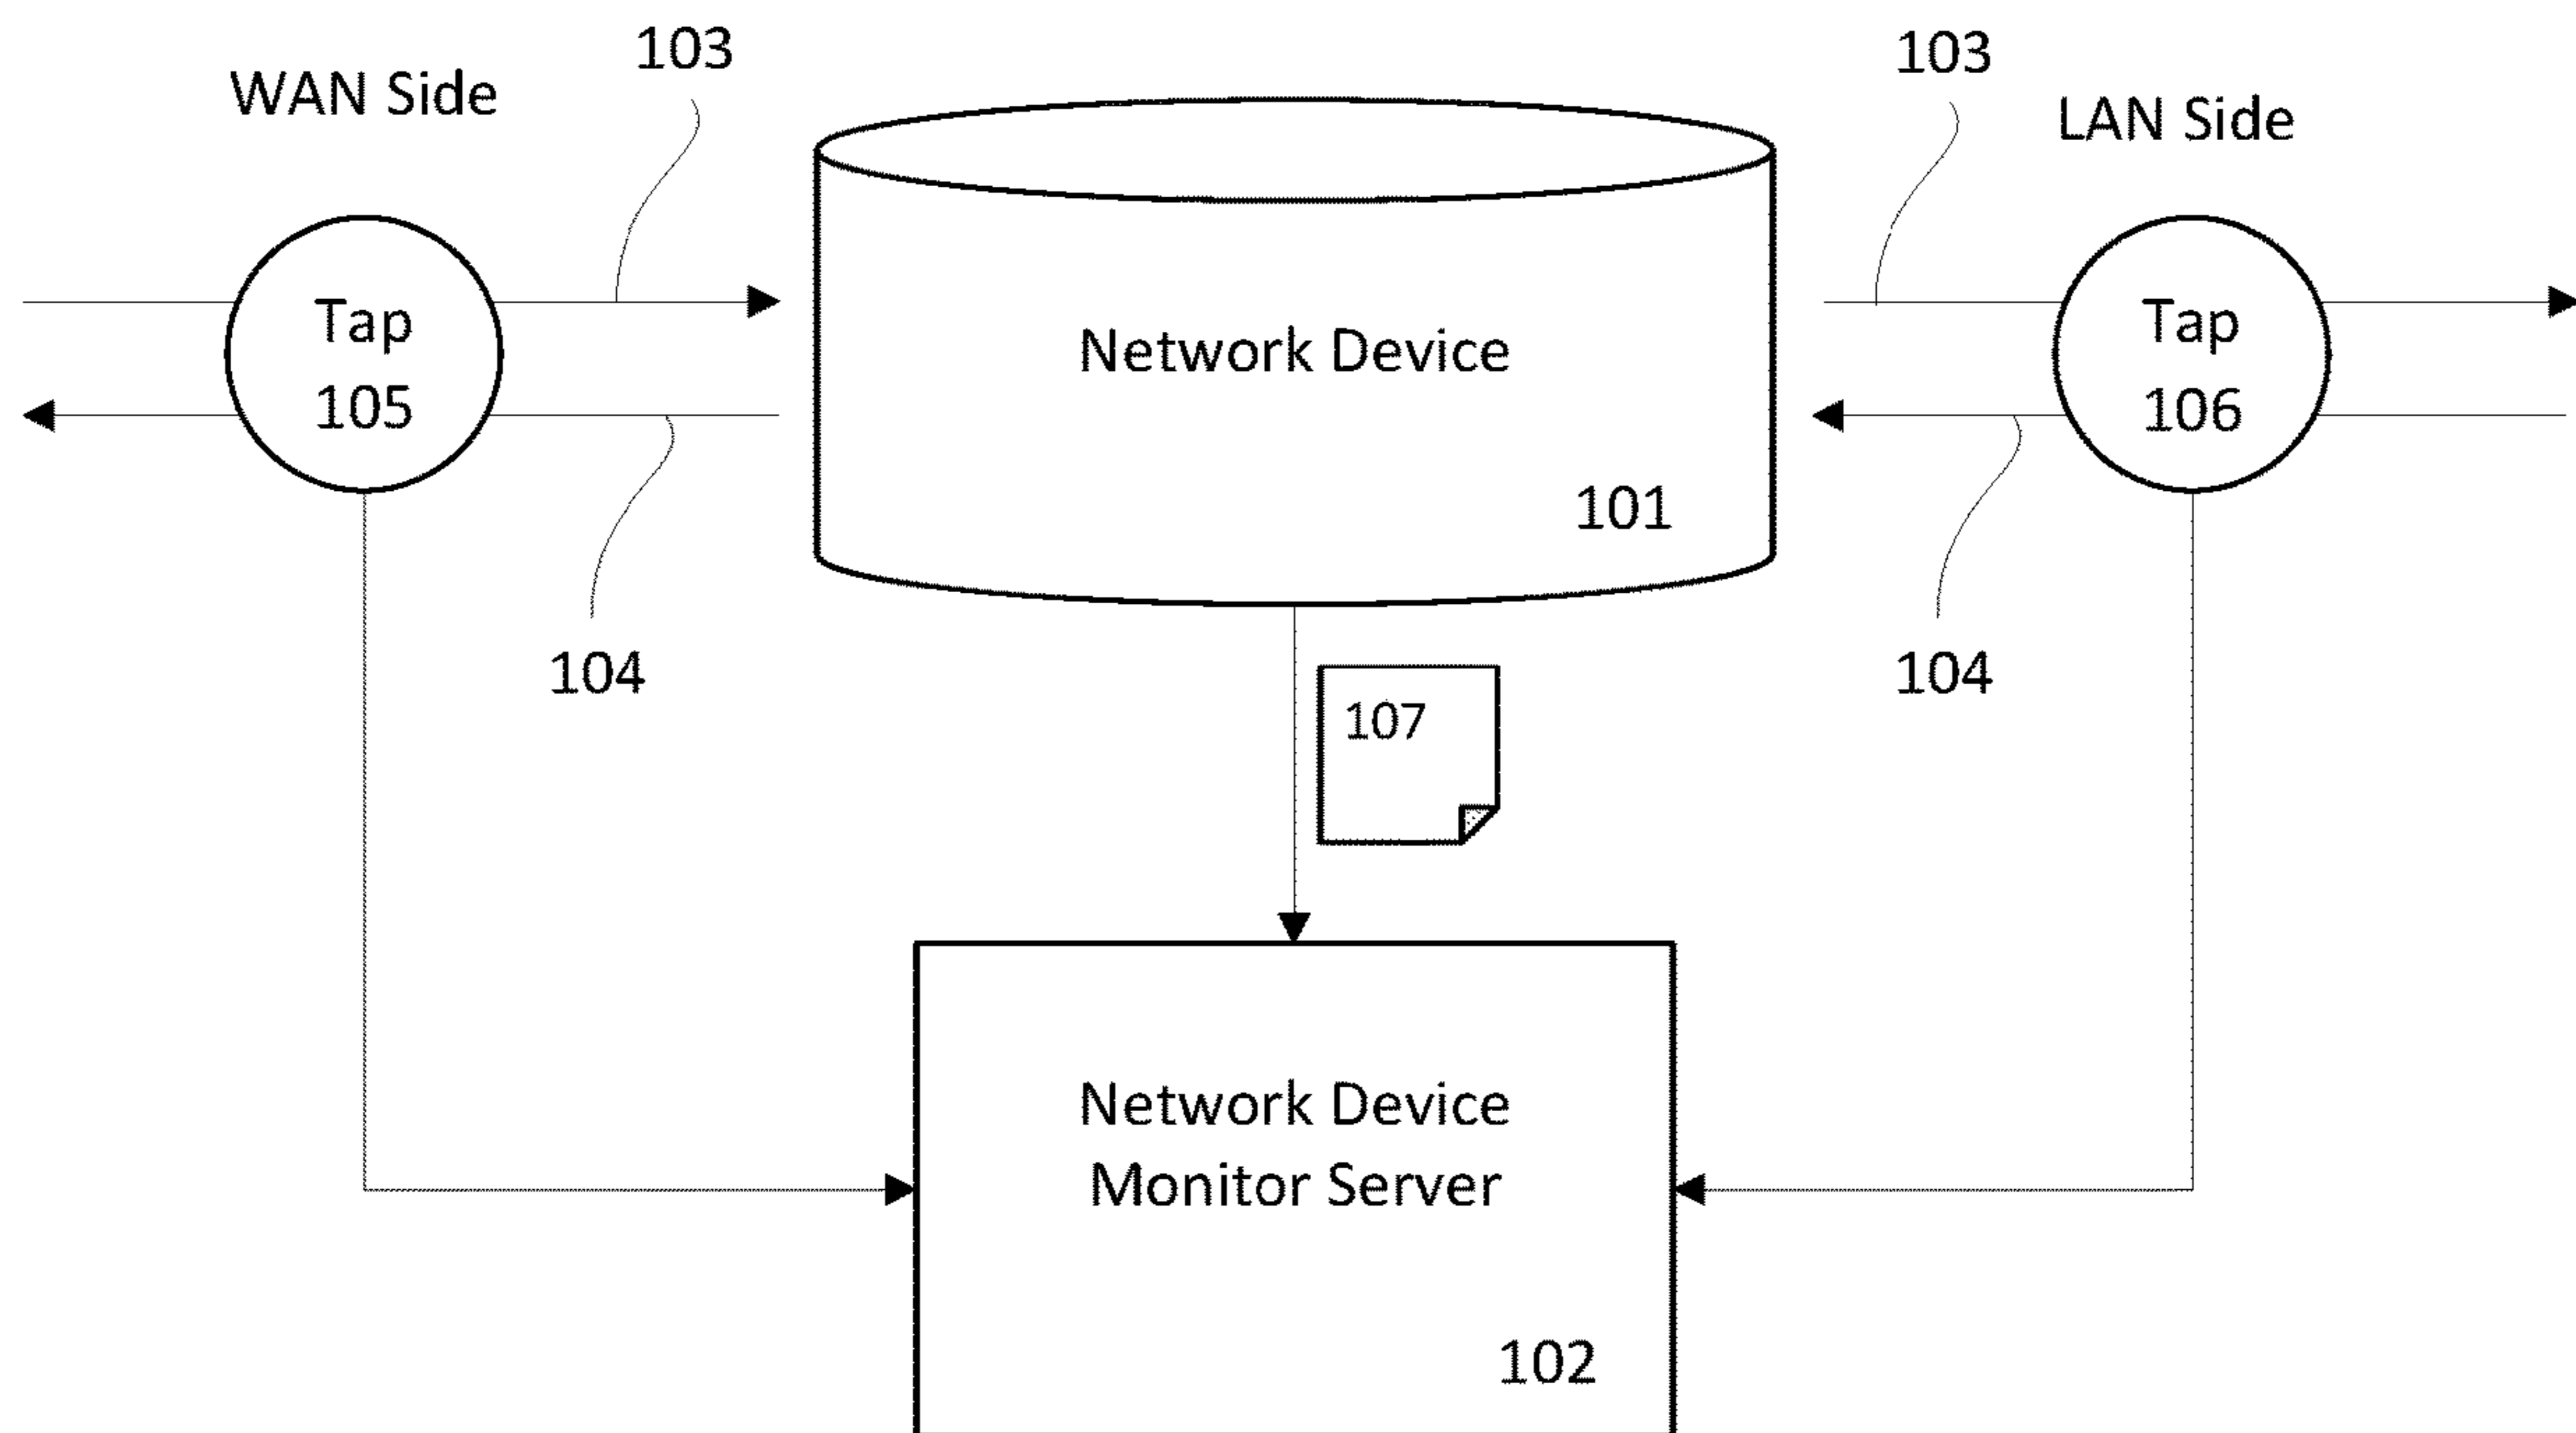 103
103
WAN Side
LAN Side
Tap
105
Network Device
101
Tap
106
104
104
107
Network Device
Monitor Server
102